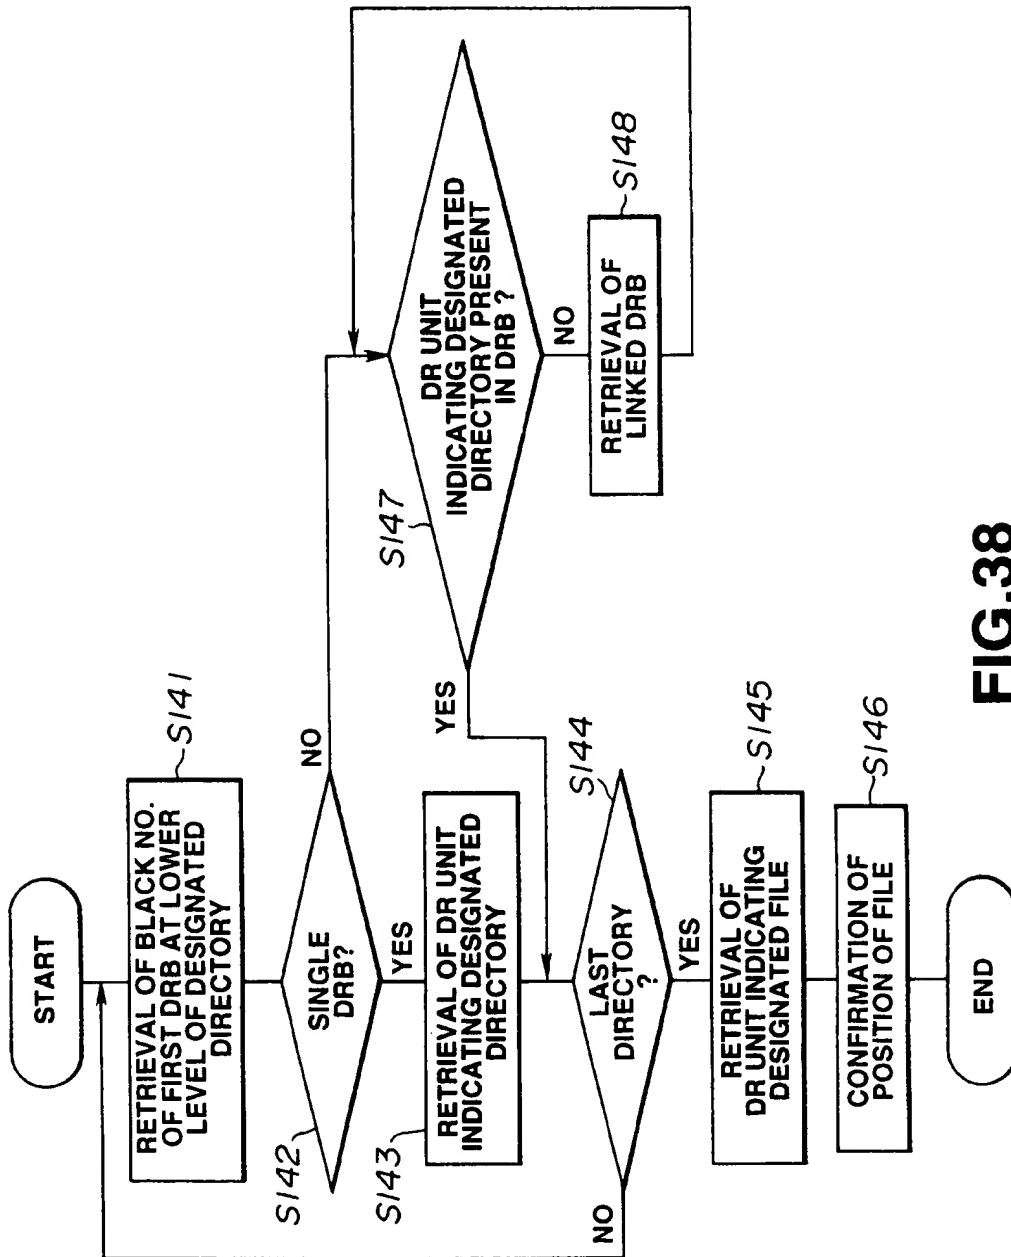 START
RETRIEVAL OF BLACK NO.
OF FIRST DRB AT LOWER
LEVEL OF DESIGNATED
DIRECTORY
S141
SINGLE
DRB?
S142
NO
YES
RETRIEVAL OF DR UNIT
INDICATING DESIGNATED
DIRECTORY
S143
LAST
DIRECTORY
?
S144
NO
YES
RETRIEVAL OF
DR UNIT INDICATING
DESIGNATED FILE
S145
CONFIRMATION OF
POSITION OF FILE
S146
END
DR UNIT
INDICATING DESIGNATED
DIRECTORY PRESENT
IN DRB ?
S147
YES
NO
RETRIEVAL OF
LINKED DRB
S148
FIG.38